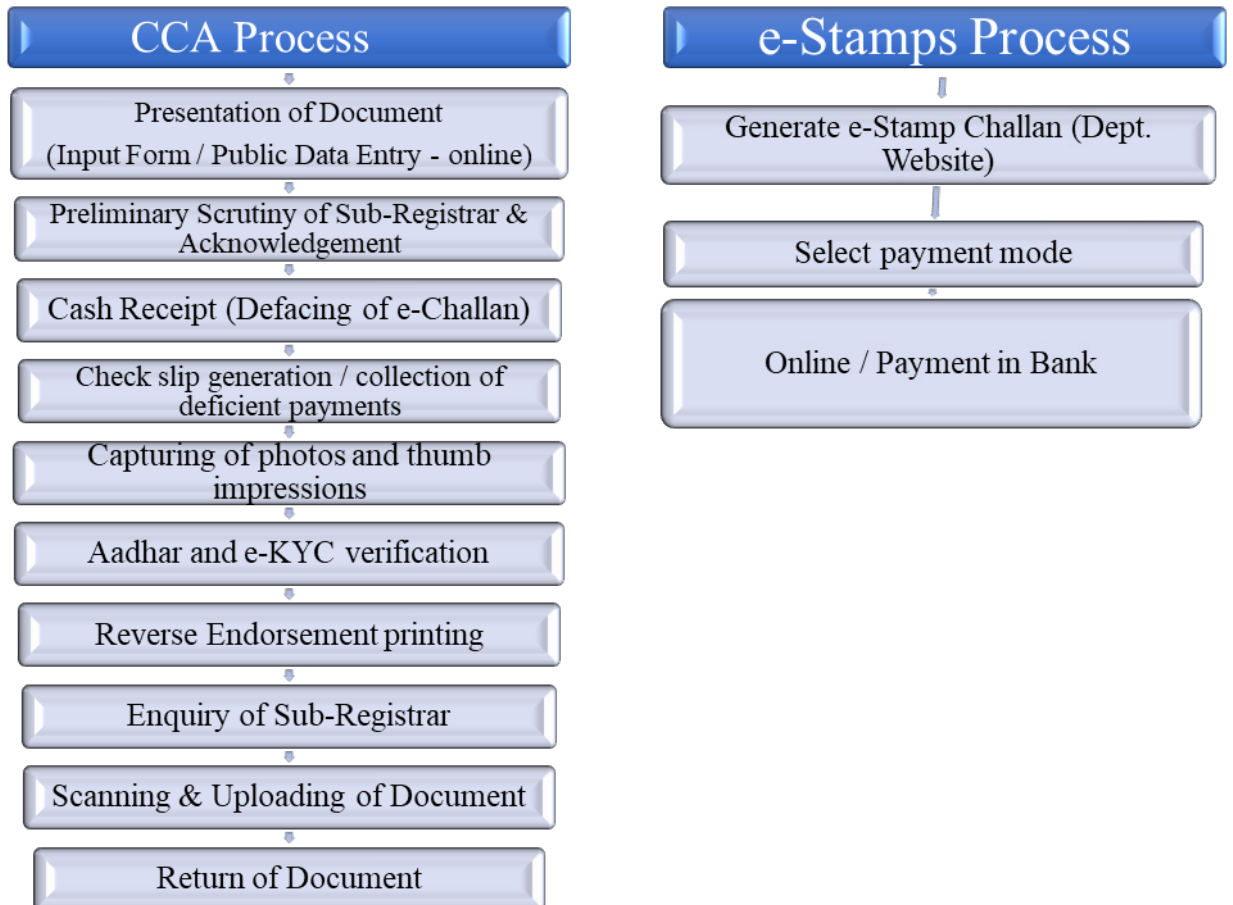 CCA Process
Presentation of Document
(Input Form / Public Data Entry - online)
Preliminary Scrutiny of Sub-Registrar &
Acknowledgement
Cash Receipt (Defacing of e-Challan)
Check slip generation / collection of
deficient payments
Capturing of photos and thumb
impressions
Aadhar and e-KYC verification
Reverse Endorsement printing
Enquiry of Sub-Registrar
Scanning & Uploading of Document
Return of Document
e-Stamps Process
Generate e-Stamp Challan (Dept.
Website)
Select payment mode
Online / Payment in Bank